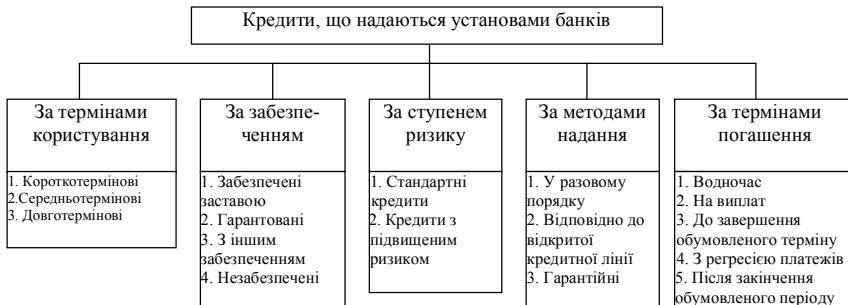 Кредити, що надаються установами банків
За термінами
користування
1. Короткотермінові
2.Середньотермінові
3. Довготермінові
За забезпе-
ченням
1. Забезпечені
заставою
2. Гарантовані
3. З іншим
забезпеченням
4. Незабезпечені
За ступенем
ризику
1. Стандартні
кредити
2. Кредити з
підвищеним
ризиком
За методами
надання
1. У разовому
порядку
2. Відповідно до
відкритої
кредитної лінії
3. Гарантійні
За термінами
погашення
1. Водночас
2. На виплат
3. До завершення
обумовленого терміну
4. З регресією платежів
5. Після закінчення
обумовленого періоду